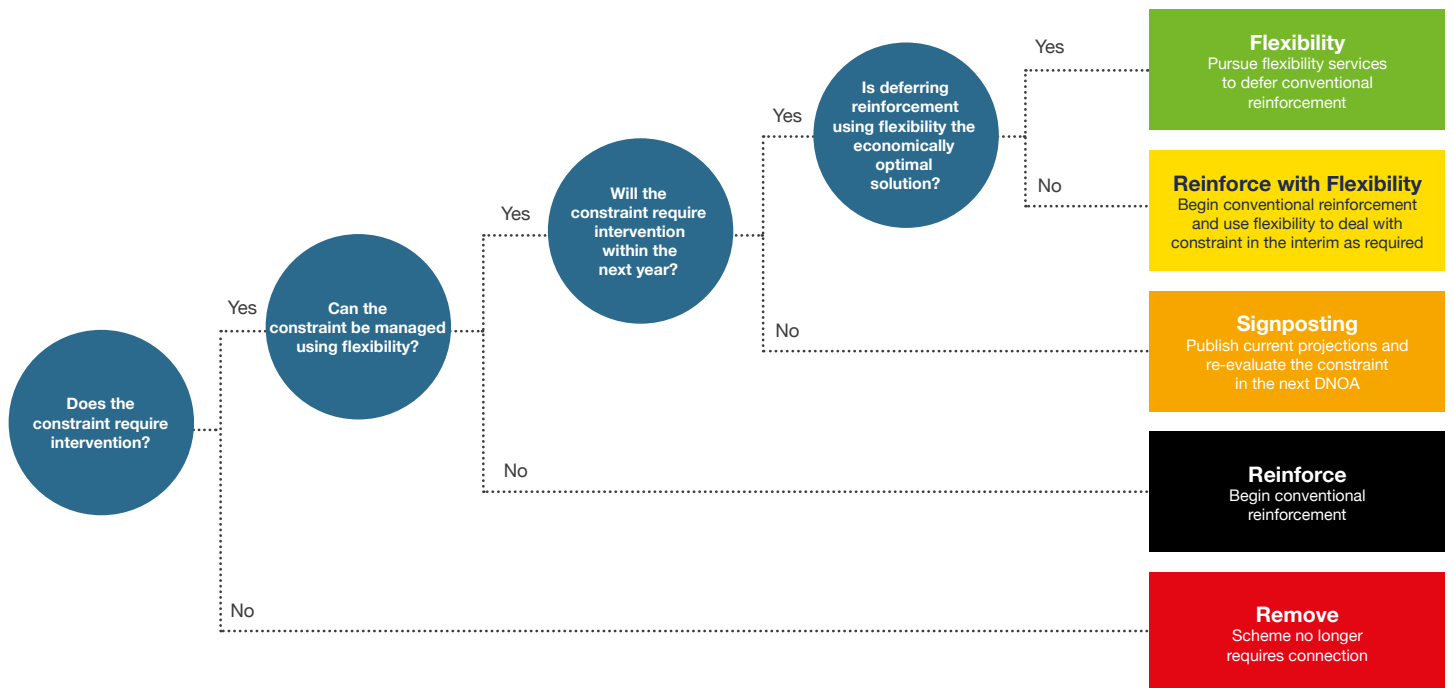 Does the
constraint require
intervention?
Yes
No
Can the
constraint be managed
using flexibility?
Yes
No
Will the
constraint require
intervention
within the
next year?
Yes
No
Is deferring
reinforcement
using flexibility the
economically
optimal
solution?
Yes
No
Flexibility
Pursue flexibility services
to defer conventional
reinforcement
Reinforce with Flexibility
Begin conventional reinforcement
and use flexibility to deal with
constraint in the interim as required
Signposting
Publish current projections and
re-evaluate the constraint
in the next DNOA
Reinforce
Begin conventional
reinforcement
Remove
Scheme no longer
requires connection